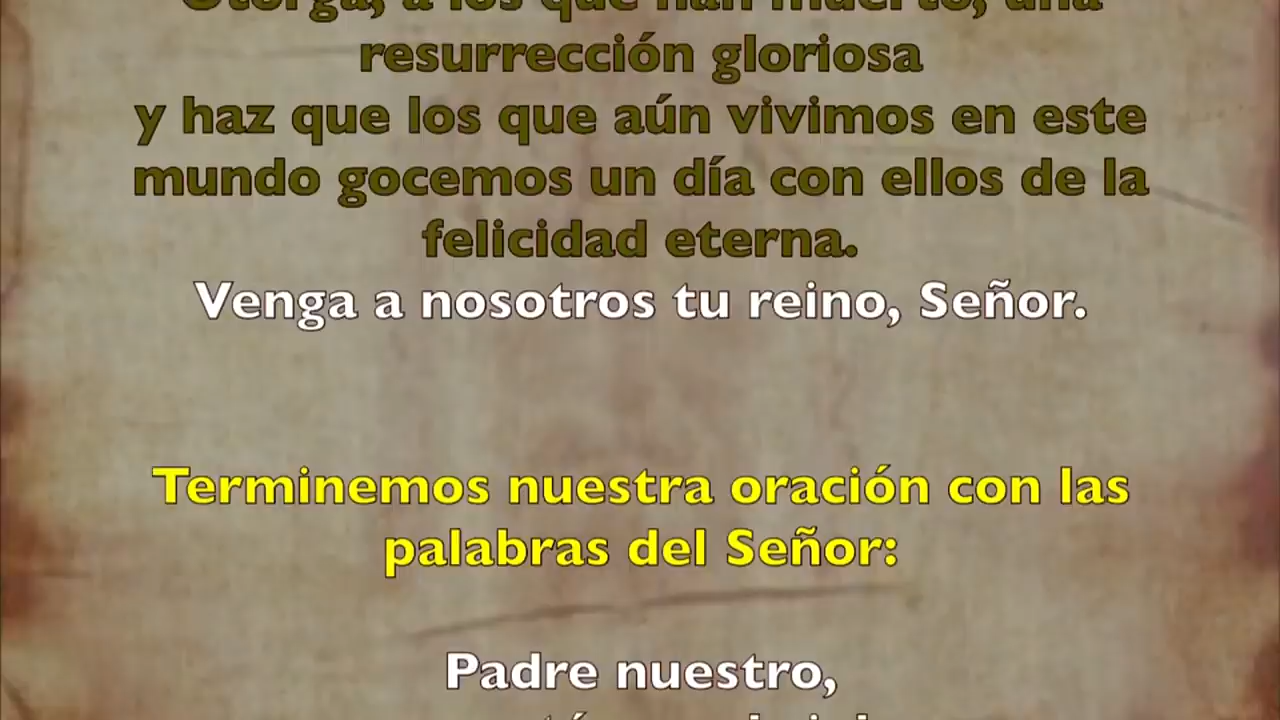 Otorga, a los que han muerto, una
resurrección gloriosa
y haz que los que aún vivimos en este
mundo gocemos un día con ellos de la
felicidad eterna.
Venga a nosotros tu reino, Señor.
Terminemos nuestra oración con las
palabras del Señor:
Padre nuestro,